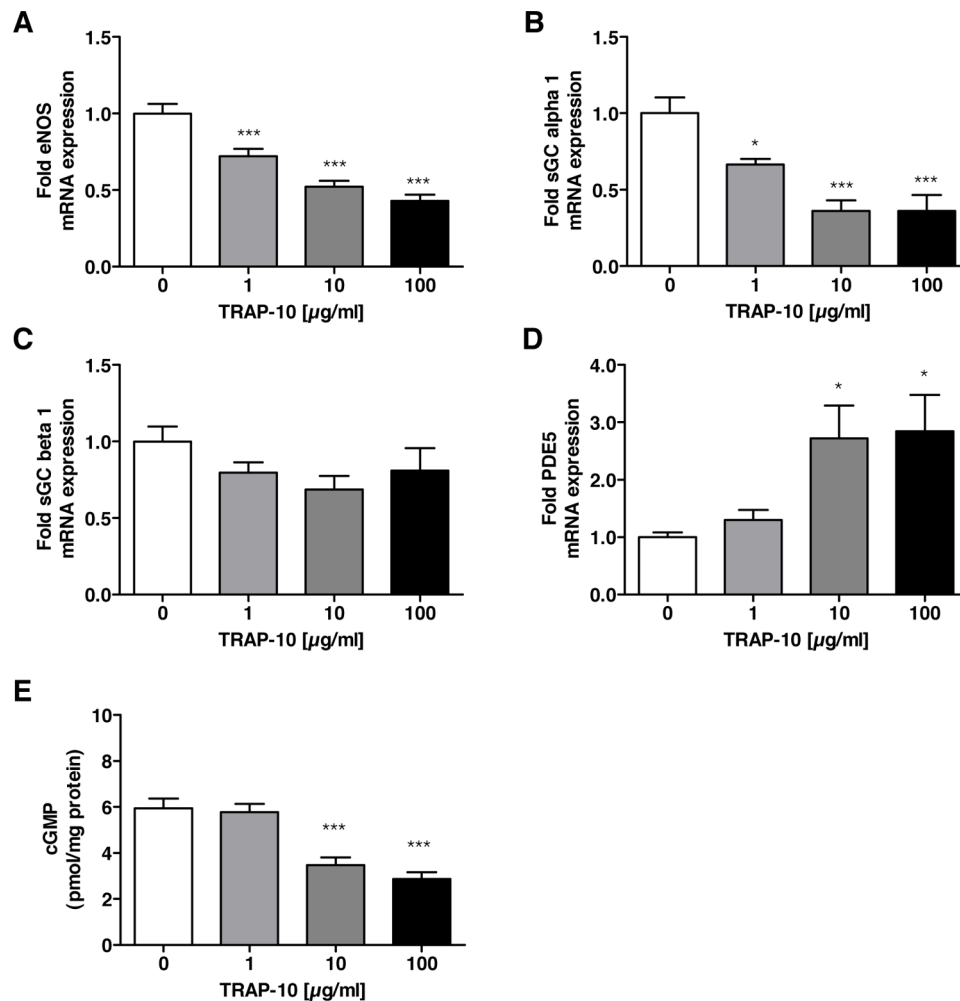 A
Fold eNOS
mRNA expression
1.5
1.0
0.5
0.0
***
***
***
0 1 10 100
TRAP-10 [µg/ml]
B
Fold sGC alpha 1
mRNA expression
1.5
1.0
0.5
0.0
*
***
***
0 1 10 100
TRAP-10 [µg/ml]
C
Fold sGC beta 1
mRNA expression
1.5
1.0
0.5
0.0
0 1 10 100
TRAP-10 [µg/ml]
D
Fold PDE5
mRNA expression
4.0
3.0
2.0
1.0
0.0
*
*
0 1 10 100
TRAP-10 [µg/ml]
E
cGMP
(pmol/mg protein)
10
8
6
4
2
0
***
***
0 1 10 100
TRAP-10 [µg/ml]